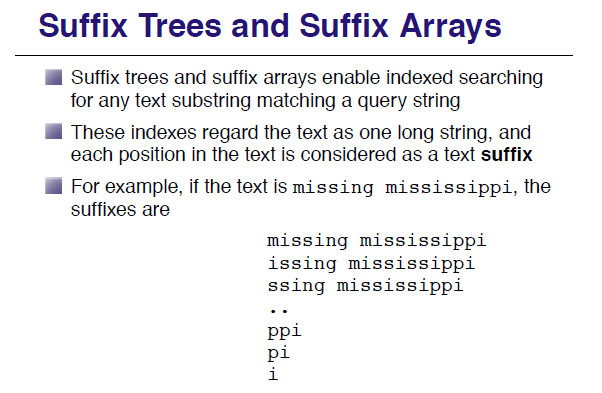 Suffix Trees and Suffix Arrays
Suffix trees and suffix arrays enable indexed searching
for any text substring matching a query string
These indexes regard the text as one long string, and
each position in the text is considered as a text suffix
For example, if the text is missing mississippi, the
suffixes are
missing mississippi
issing mississippi
ssing mississippi
..
ppi
pi
i